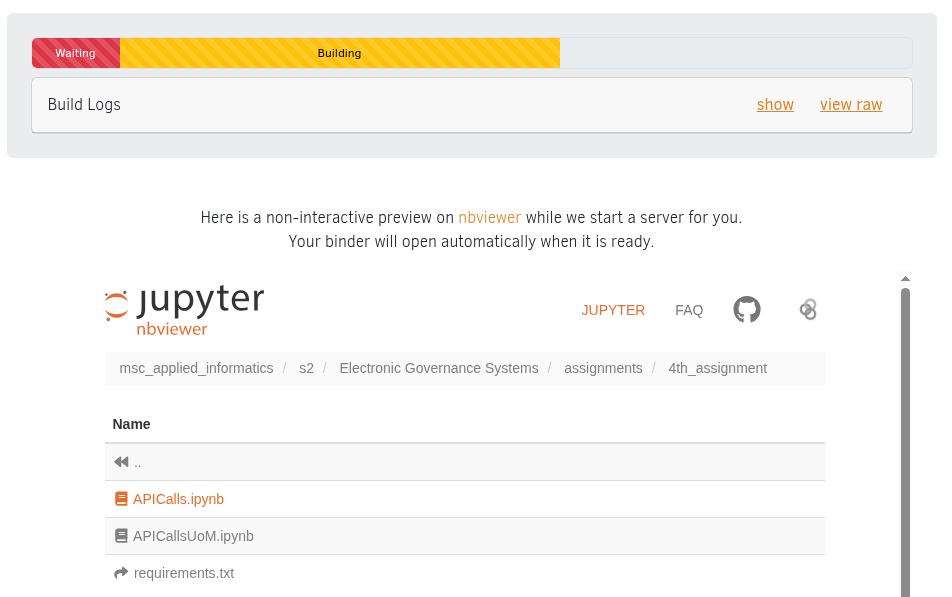 Waiting Building
Build Logs show view raw
Here is a non-interactive preview on nbviewer while we start a server for you.
Your binder will open automatically when it is ready.
jupyter
nbviewer
JUPYTER FAQ
msc_applied_informatics / s2 / Electronic Governance Systems / assignments / 4th_assignment
Name
..
APICalls.ipynb
APICallsUoM.ipynb
requirements.txt